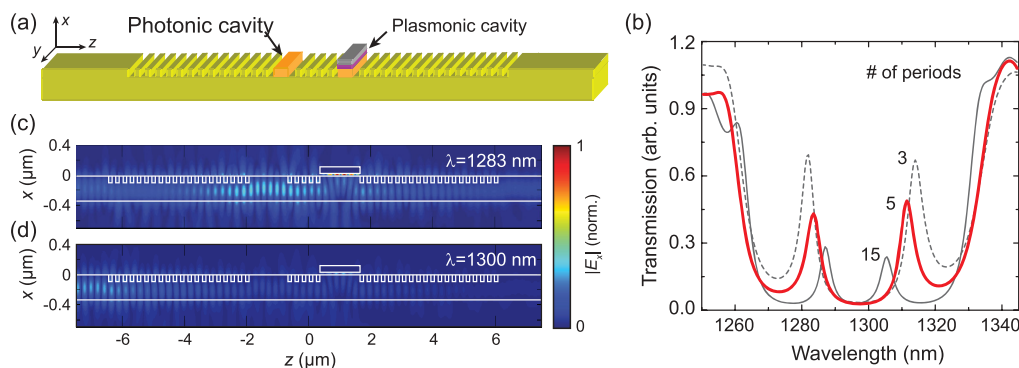 (a)
x
y
z
Photonic cavity
Plasmonic cavity
(b)
Transmission (arb. units)
1.2
0.9
0.6
0.3
0.0
# of periods
3
5
15
1260
1280
1300
1320
1340
Wavelength (nm)
(c)
x (μm)
0.4
0
-0.4
λ=1283 nm
(d)
x (μm)
0.4
0
-0.4
λ=1300 nm
-6
-4
-2
0
2
4
6
z (μm)
1
|Ex| (norm.)
0